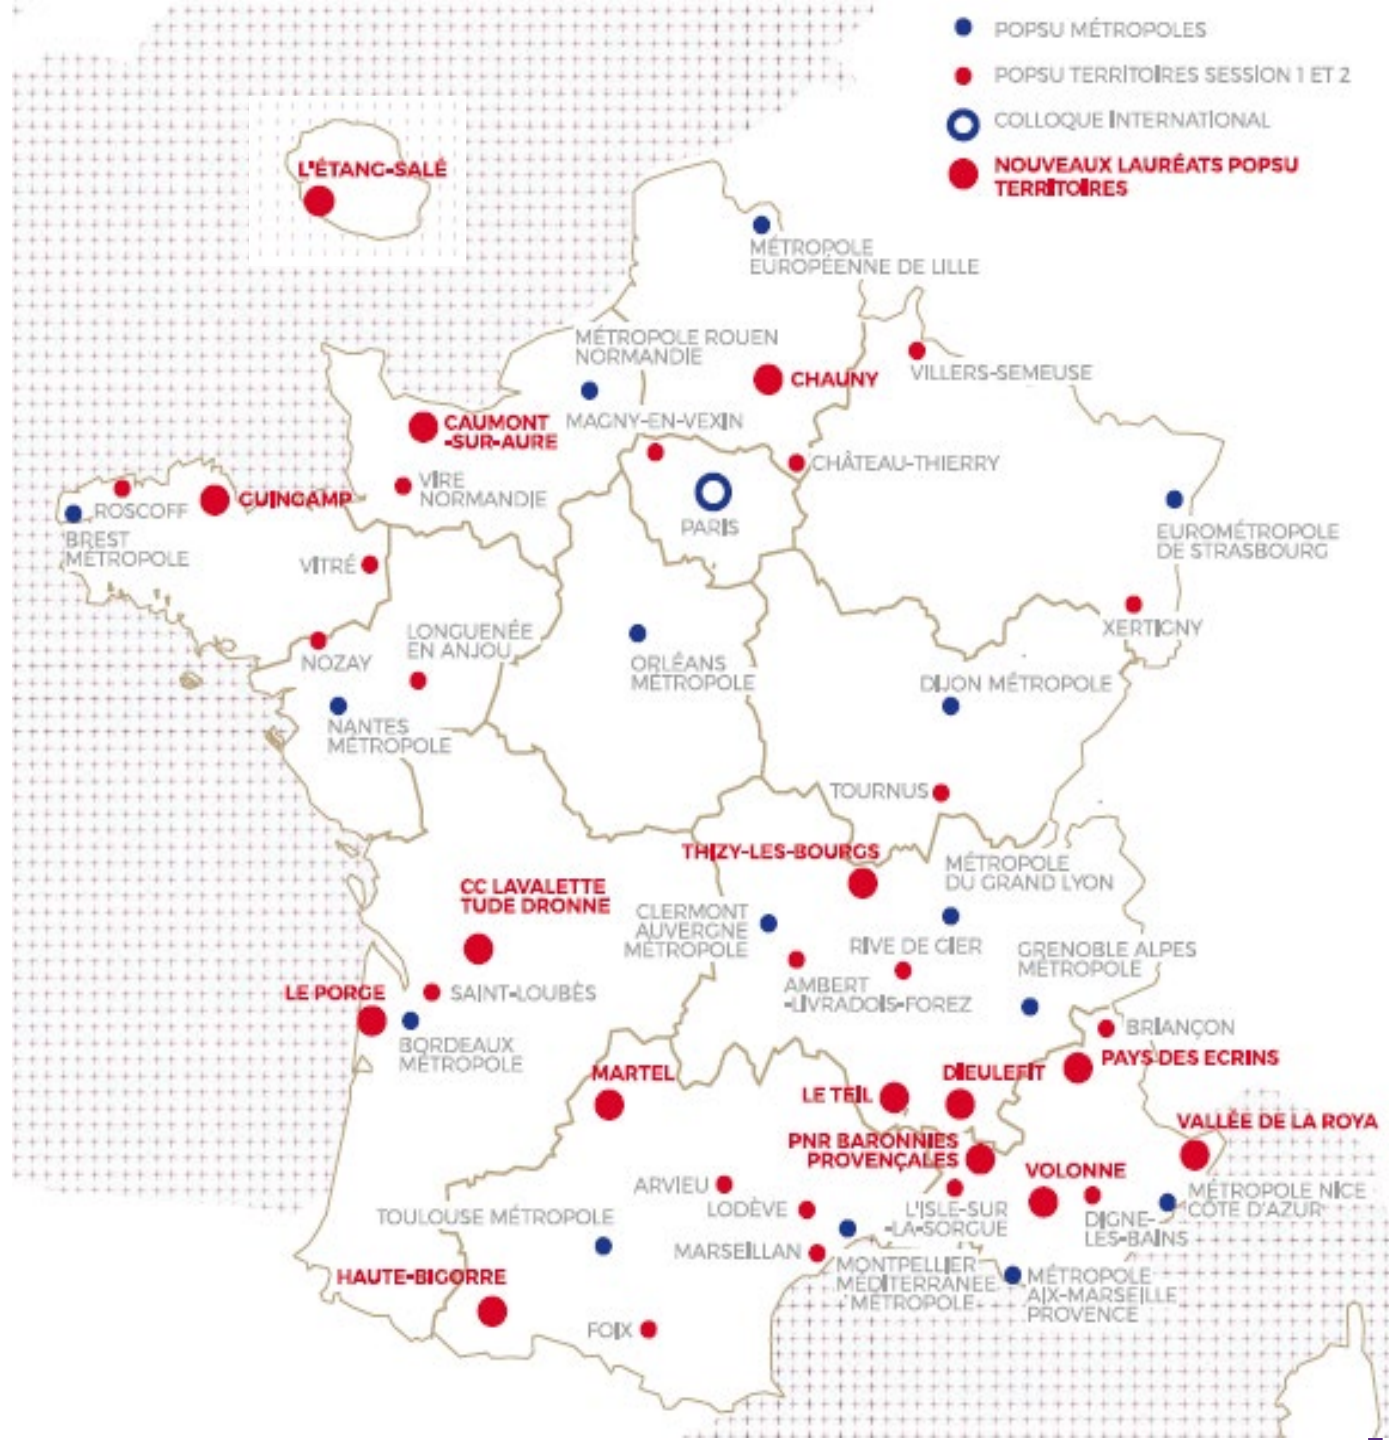 POPSU MÉTROPOLES
POPSU TERRITOIRES SESSION 1 ET 2
COLLOQUE INTERNATIONAL
NOUVEAUX LAURÉATS POPSU
TERRITOIRES
L'ÉTANG-SALÉ
MÉTROPOLE
EUROPÉENNE DE LILLE
MÉTROPOLE ROUEN
NORMANDIE
CHAUNY
VILLERS-SEMEUSE
CAUMONT
-SUR-AURE
MAGNY-EN-VEXIN
CHÂTEAU-THIERRY
VIRE
NORMANDIE
PARIS
ROSCOFF
GUINGAMP
BREST
MÉTROPOLE
EUROMÉTROPOLE
DE STRASBOURG
VITRÉ
XERTIGNY
LONGUENÉE
EN ANJOU
NOZAY
ORLÉANS
MÉTROPOLE
DIJON MÉTROPOLE
NANTES
MÉTROPOLE
TOURNUS
THIZY-LES-BOURGS
MÉTROPOLE
DU GRAND LYON
CC LAVALETTE
TUDE DRONNE
CLERMONT
AUVERGNE
MÉTROPOLE
RIVE DE GIER
GRENOBLE ALPES
MÉTROPOLE
AMBERT
-LIVRADOIS-FOREZ
LE PORGE
SAINT-LOUBÈS
BRIANÇON
BORDEAUX
MÉTROPOLE
PAYS DES ECRINS
MARTEL
DIEULEFIT
LE TEIL
VALLÉE DE LA ROYA
PNR BARONNIES
PROVENÇALES
VOLONNE
ARVIEU
MÉTROPOLE NICE
CÔTE D'AZUR
LODÈVE
L'ISLE-SUR
-LA-SORGUE
DIGNE-
LES-BAINS
TOULOUSE MÉTROPOLE
MARSEILLAN
MONTPELLIER
MÉDITERRANÉE
MÉTROPOLE
MÉTROPOLE
AIX-MARSEILLE
PROVENCE
HAUTE-BIGORRE
FOIX